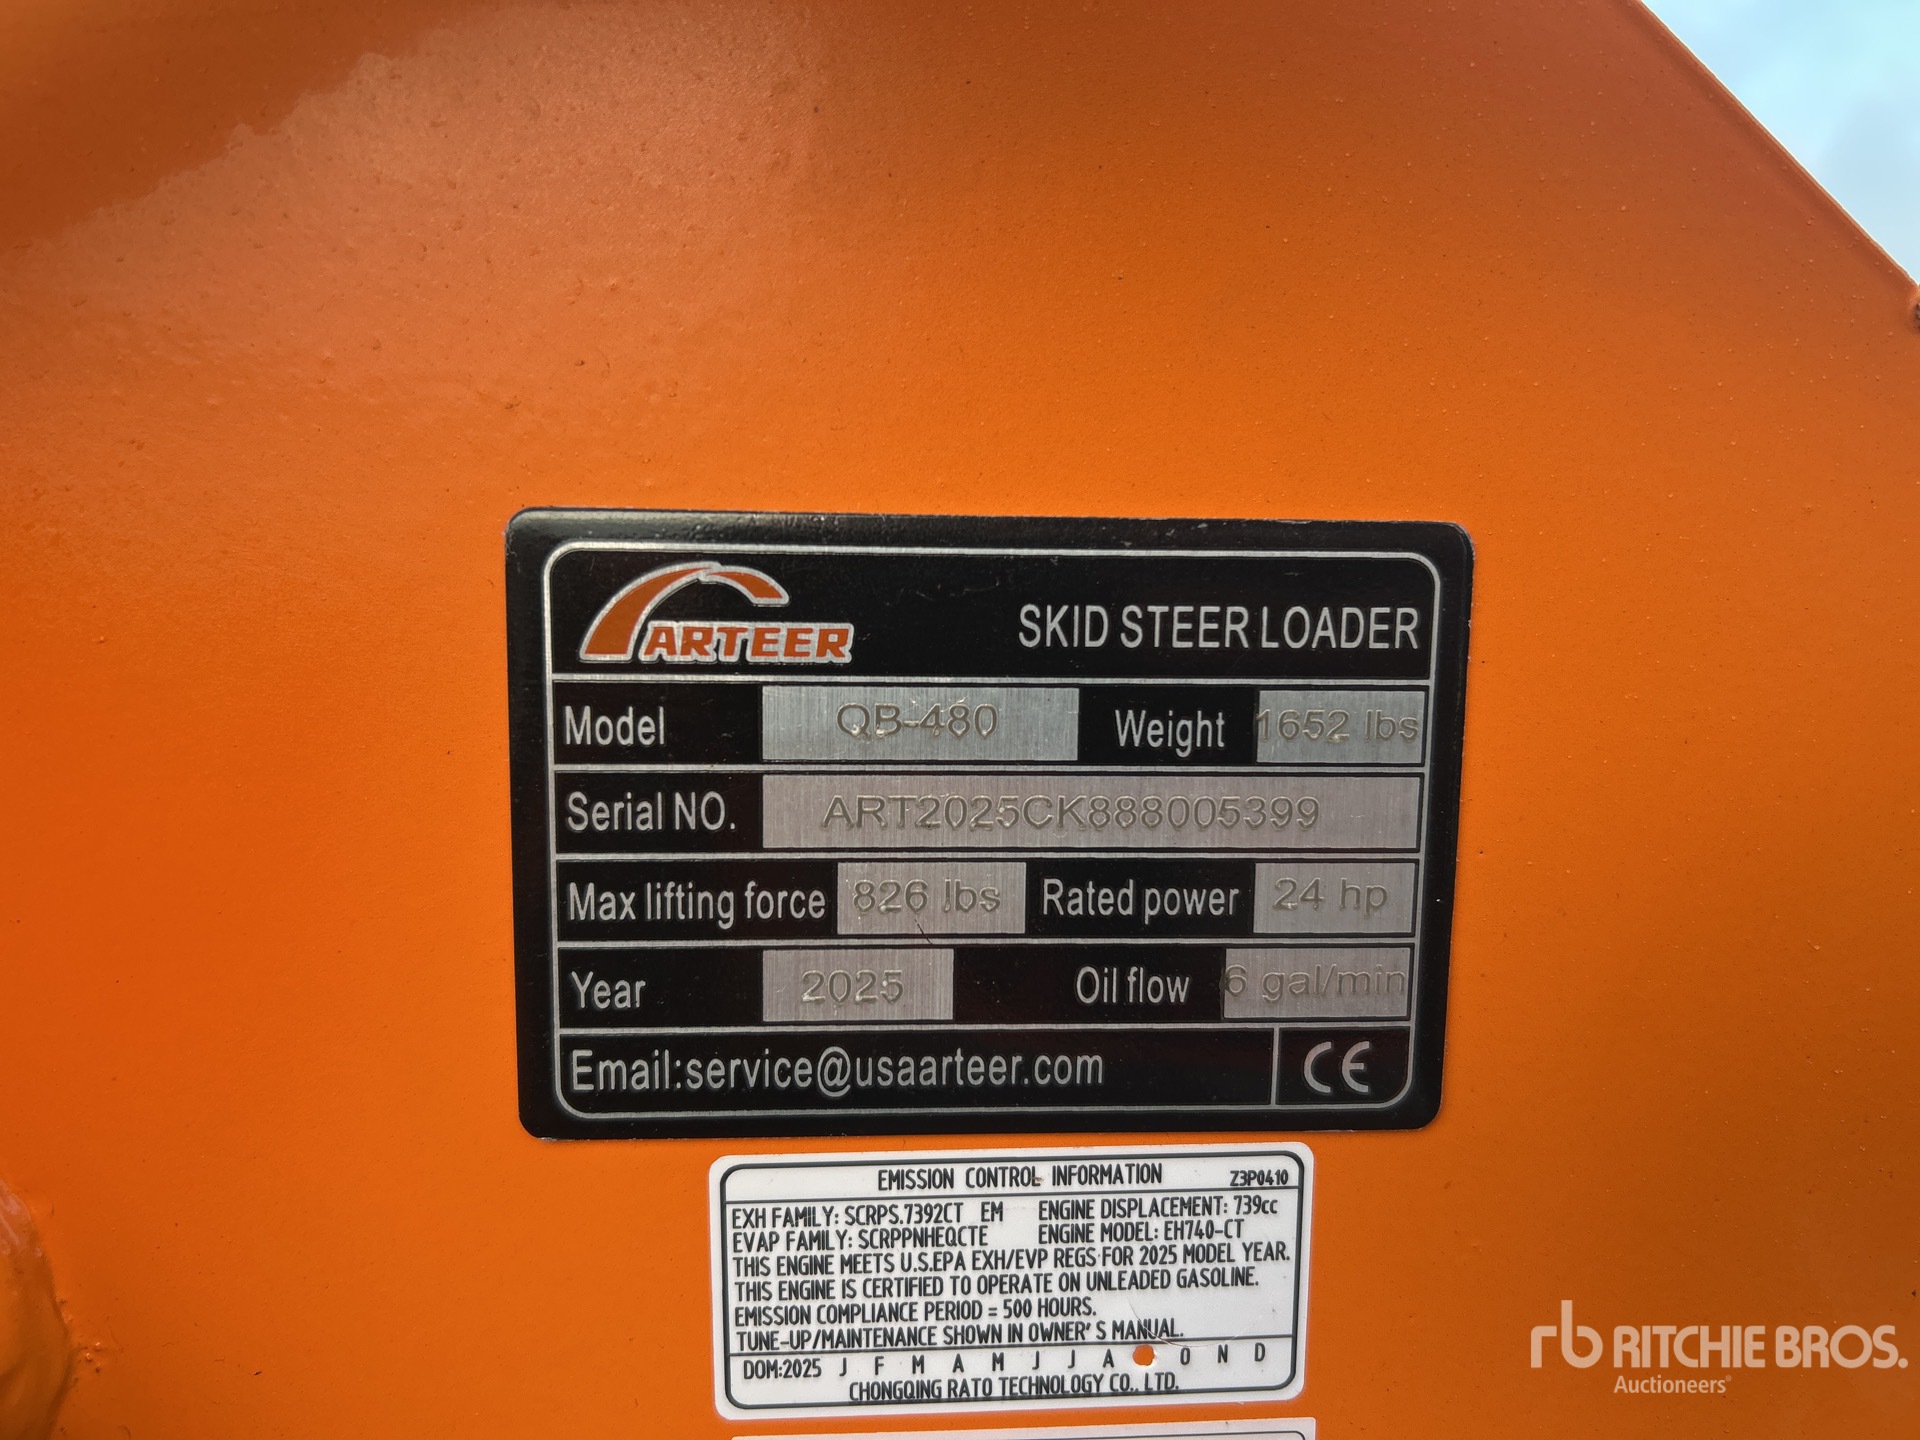 ARTEER SKID STEER LOADER
Model QB-480 Weight 1652 lbs
Serial NO. ART2025CK888005399
Max lifting force 826 lbs Rated power 24 hp
Year 2025 Oil flow 6 gal/min
Email:service@usaarteer.com CE
EMISSION CONTROL INFORMATION Z3P0410
EXH FAMILY: SCRPS.7392CT EM ENGINE DISPLACEMENT: 739cc
EVAP FAMILY: SCRPPNHEQCTE ENGINE MODEL: EH740-CT
THIS ENGINE MEETS U.S.EPA EXH/EVP REGS FOR 2025 MODEL YEAR.
THIS ENGINE IS CERTIFIED TO OPERATE ON UNLEADED GASOLINE.
EMISSION COMPLIANCE PERIOD = 500 HOURS.
TUNE-UP/MAINTENANCE SHOWN IN OWNER'S MANUAL.
DOM:2025 J F M A M J J A O N D
CHONGQING RATO TECHNOLOGY CO., LTD.
rb RITCHIE BROS.
Auctioneers